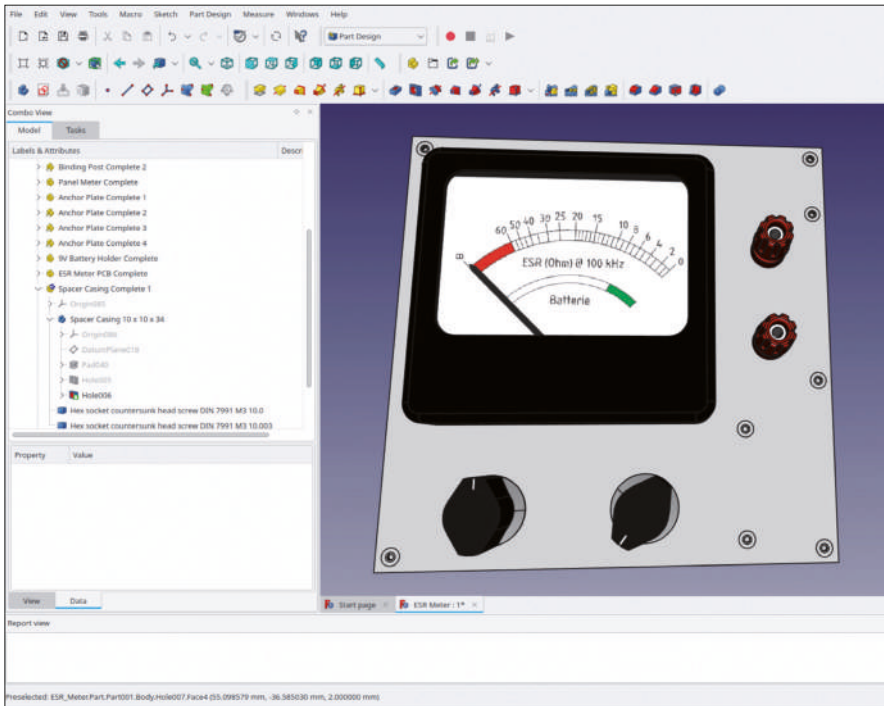 File Edit View Tools Macro Sketch Part Design Measure Windows Help
Part Design
Combo View
Model Tasks
Labels & Attributes Descri
Binding Post Complete 2
Panel Meter Complete
Anchor Plate Complete 1
Anchor Plate Complete 2
Anchor Plate Complete 3
Anchor Plate Complete 4
9V Battery Holder Complete
ESR Meter PCB Complete
Spacer Casing Complete 1
Origin085
Spacer Casing 10 x 10 x 34
Origin086
Pad040
Hole006
Hex socket countersunk head screw DIN 7991 M3 10.0
Hex socket countersunk head screw DIN 7991 M3 10.003
Property Value
View Data
∞ 60 50 40 30 25 20 15 10 8 6 4 2 0
ESR (Ohm) @ 100 kHz
Batterie
Start page ESR Meter : 1*
Report view
Preselected: ESR_Meter.Part.Part001.Body.Hole007.Face4 (55.098579 mm, -36.585030 mm, 2.000000 mm)